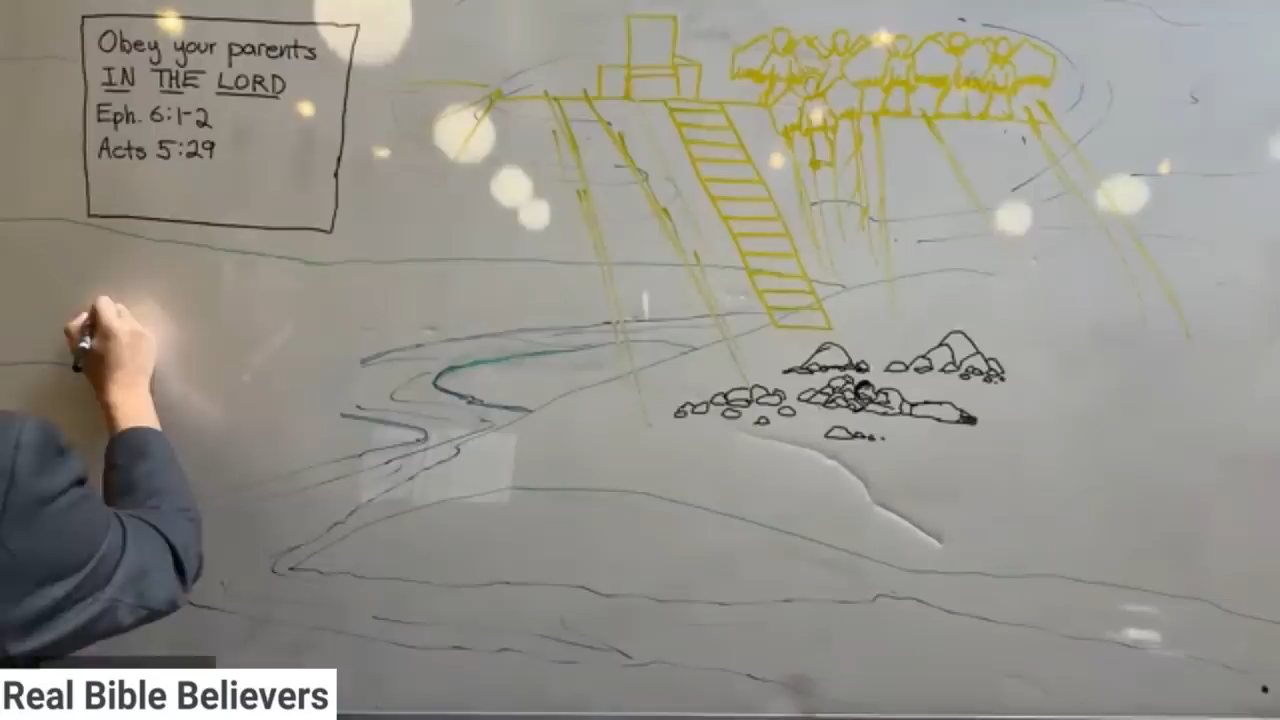 Obey your parents
IN THE LORD
Eph. 6:1-2
Acts 5:29
Real Bible Believers